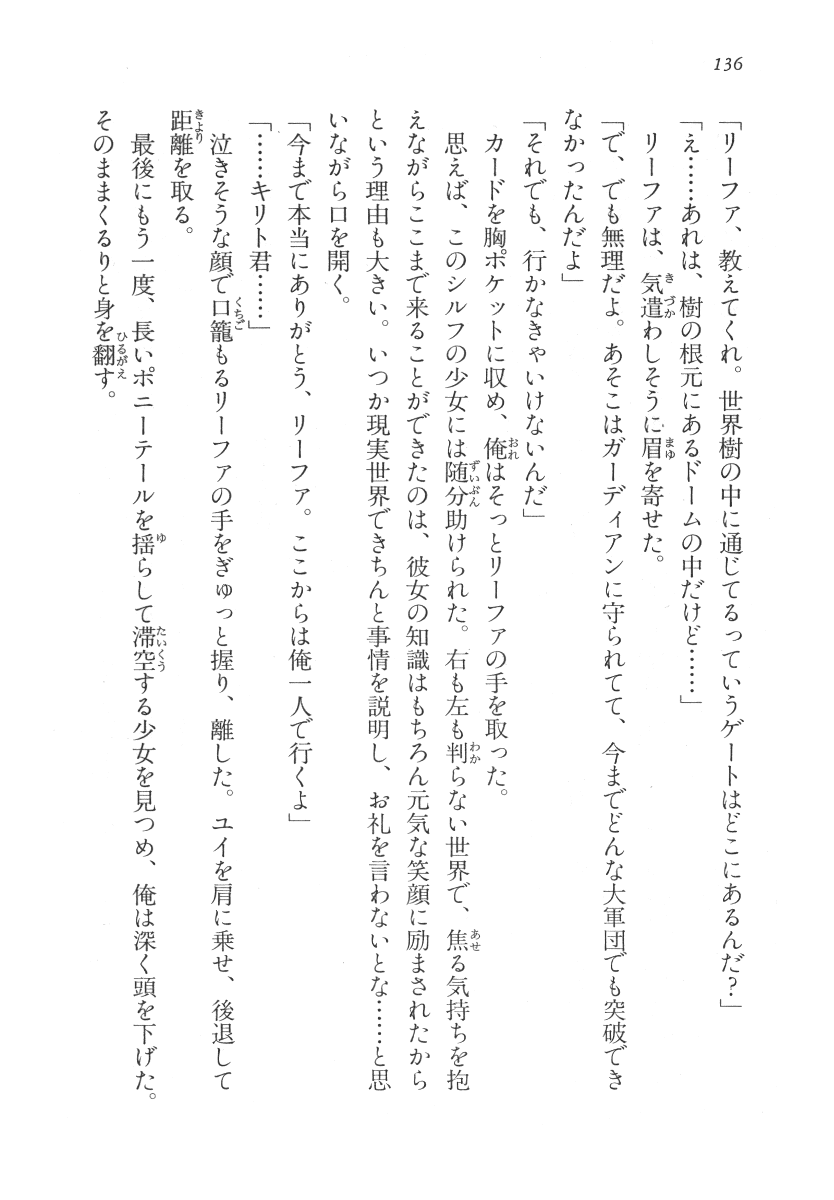 136
「リーファ、教えてくれ。世界樹の中に通じてるっていうゲートはどこにあるんだ?」
「え……あれは、樹の根元にあるドームの中だけど……」
リーファは、気遣わしそうに眉を寄せた。
「で、でも無理だよ。あそこはガーディアンに守られてて、今までどんな大軍団でも突破でき
なかったんだよ」
「それでも、行かなきゃいけないんだ」
カードを胸ポケットに収め、俺はそっとリーファの手を取った。
思えば、このシルフの少女には随分助けられた。右も左も判らない世界で、焦る気持ちを抱
えながらここまで来ることができたのは、彼女の知識はもちろん元気な笑顔に励まされたから
という理由も大きい。いつか現実世界できちんと事情を説明し、お礼を言わないとな……と思
いながら口を開く。
「今まで本当にありがとう、リーファ。ここからは俺一人で行くよ」
「……キリト君……」
泣きそうな顔で口籠もるリーファの手をぎゅっと握り、離した。ユイを肩に乗せ、後退して
距離を取る。
最後にもう一度、長いポニーテールを揺らして滞空する少女を見つめ、俺は深く頭を下げた。
そのままくるりと身を翻す。